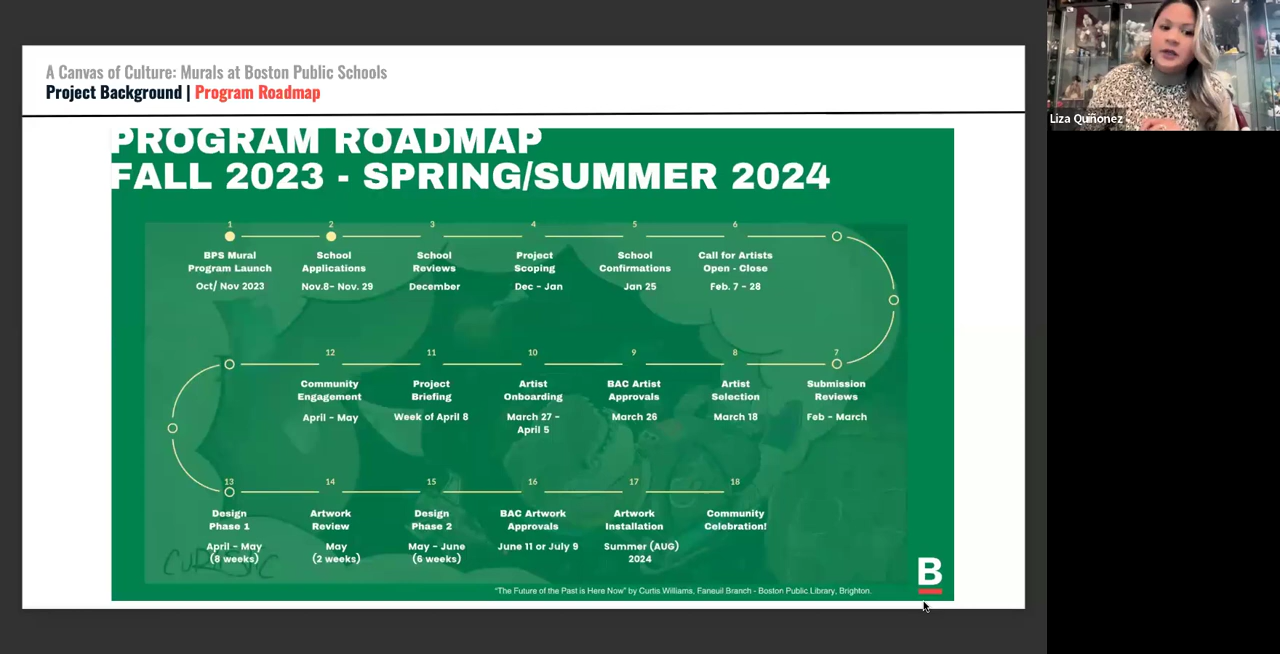 A Canvas of Culture: Murals at Boston Public Schools
Project Background | Program Roadmap
PROGRAM ROADMAP
FALL 2023 - SPRING/SUMMER 2024
1
BPS Mural
Program Launch
Oct/ Nov 2023
2
School
Applications
Nov.8- Nov. 29
3
School
Reviews
December
4
Project
Scoping
Dec - Jan
5
School
Confirmations
Jan 25
6
Call for Artists
Open - Close
Feb. 7 - 28
12
Community
Engagement
April - May
11
Project
Briefing
Week of April 8
10
Artist
Onboarding
March 27 -
April 5
9
BAC Artist
Approvals
March 26
8
Artist
Selection
March 18
7
Submission
Reviews
Feb - March
13
Design
Phase 1
April - May
(8 weeks)
14
Artwork
Review
May
(2 weeks)
15
Design
Phase 2
May - June
(6 weeks)
16
BAC Artwork
Approvals
June 11 or July 9
17
Artwork
Installation
Summer (AUG)
2024
18
Community
Celebration!
"The Future of the Past is Here Now" by Curtis Williams, Faneuil Branch - Boston Public Library, Brighton.
B
Liza Quiñonez